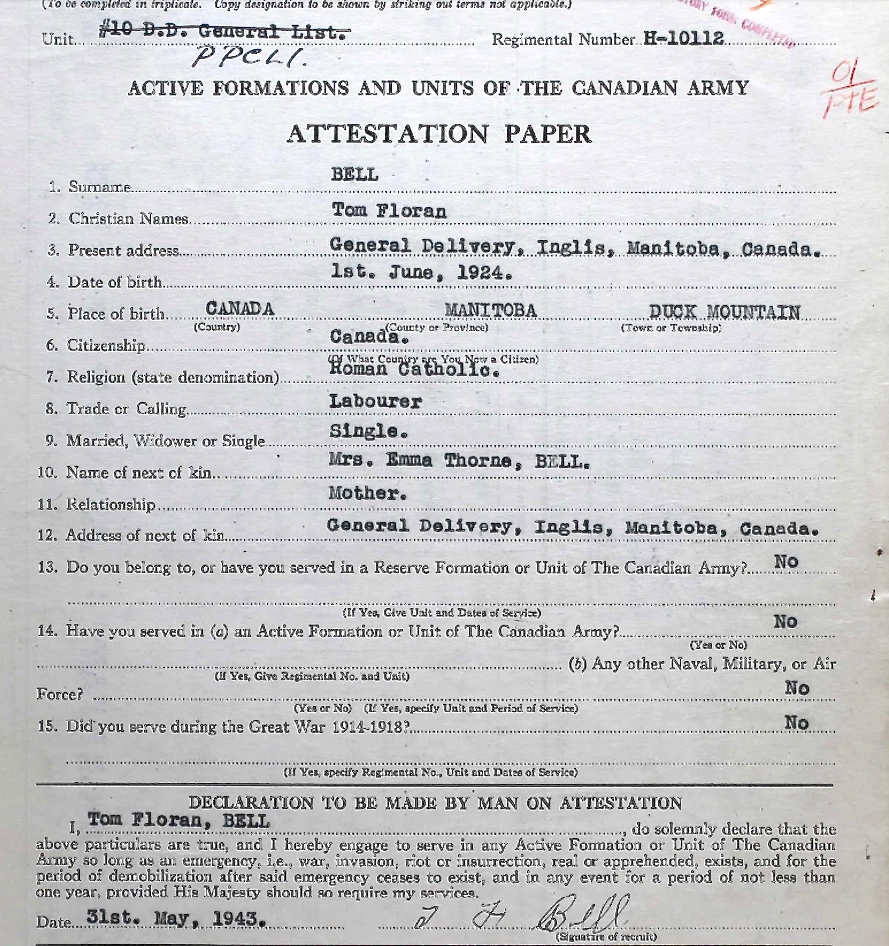 (To be completed in triplicate. Copy designation to be shown by striking out terms not applicable.)
Unit #10 D.D. General List. Regimental Number H-10112
PPCLI.
OL
PTE
ACTIVE FORMATIONS AND UNITS OF THE CANADIAN ARMY
ATTESTATION PAPER
1. Surname BELL
2. Christian Names Tom Floran
3. Present address General Delivery, Inglis, Manitoba, Canada.
4. Date of birth 1st. June, 1924.
5. Place of birth CANADA MANITOBA DUCK MOUNTAIN
(Country) (County or Province) (Town or Township)
6. Citizenship Canada.
(Of What Country are You Now a Citizen)
7. Religion (state denomination) Roman Catholic.
8. Trade or Calling Labourer
9. Married, Widower or Single Single.
10. Name of next of kin Mrs. Emma Thorne, BELL.
11. Relationship Mother.
12. Address of next of kin General Delivery, Inglis, Manitoba, Canada.
13. Do you belong to, or have you served in a Reserve Formation or Unit of The Canadian Army? No
(If Yes, Give Unit and Dates of Service)
14. Have you served in (a) an Active Formation or Unit of The Canadian Army? No
(Yes or No)
(b) Any other Naval, Military, or Air
(If Yes, Give Regimental No. and Unit)
Force? No
(Yes or No) (If Yes, specify Unit and Period of Service)
15. Did you serve during the Great War 1914-1918? No
(If Yes, specify Regimental No., Unit and Dates of Service)
DECLARATION TO BE MADE BY MAN ON ATTESTATION
I, Tom Floran, BELL, do solemnly declare that the
above particulars are true, and I hereby engage to serve in any Active Formation or Unit of The Canadian
Army so long as an emergency, i.e., war, invasion, riot or insurrection, real or apprehended, exists, and for the
period of demobilization after said emergency ceases to exist, and in any event for a period of not less than
one year, provided His Majesty should so require my services.
Date 31st. May, 1943. T F Bell
(Signature of recruit)